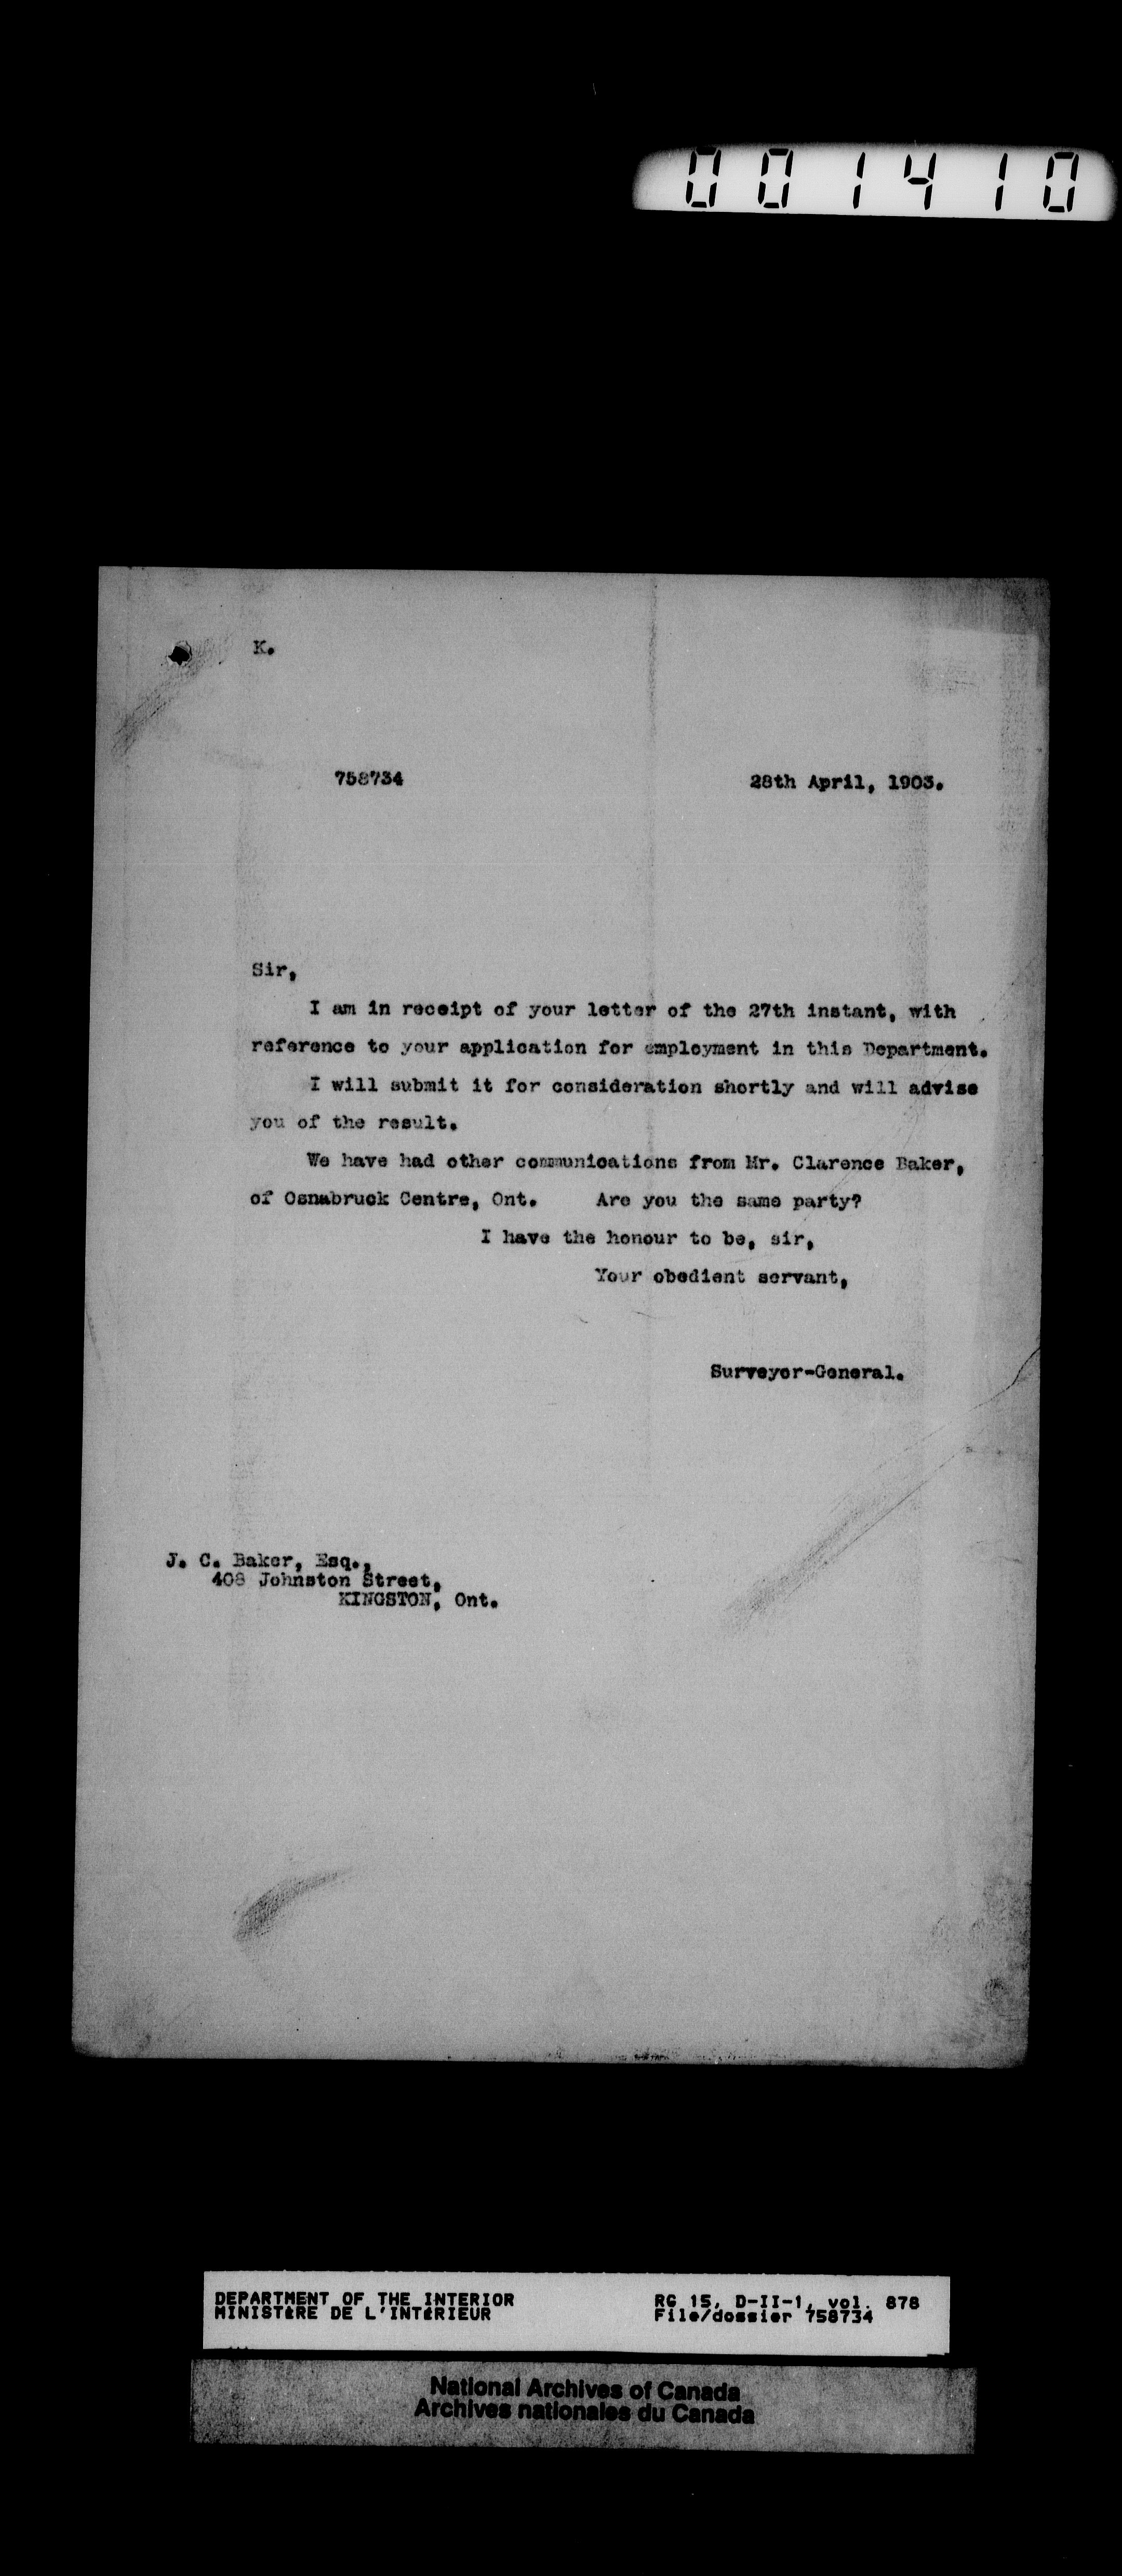 001410
K.
758734 28th April, 1903.
Sir,
I am in receipt of your letter of the 27th instant, with
reference to your application for employment in this Department.
I will submit it for consideration shortly and will advise
you of the result.
We have had other communications from Mr. Clarence Baker,
of Osnabruck Centre, Ont. Are you the same party?
I have the honour to be, sir,
Your obedient servant,
Surveyor-General.
J. C. Baker, Esq.,
408 Johnston Street,
KINGSTON, Ont.
DEPARTMENT OF THE INTERIOR RG 15, D-II-1, vol. 878
MINISTÈRE DE L'INTÉRIEUR File/dossier 758734
National Archives of Canada
Archives nationales du Canada